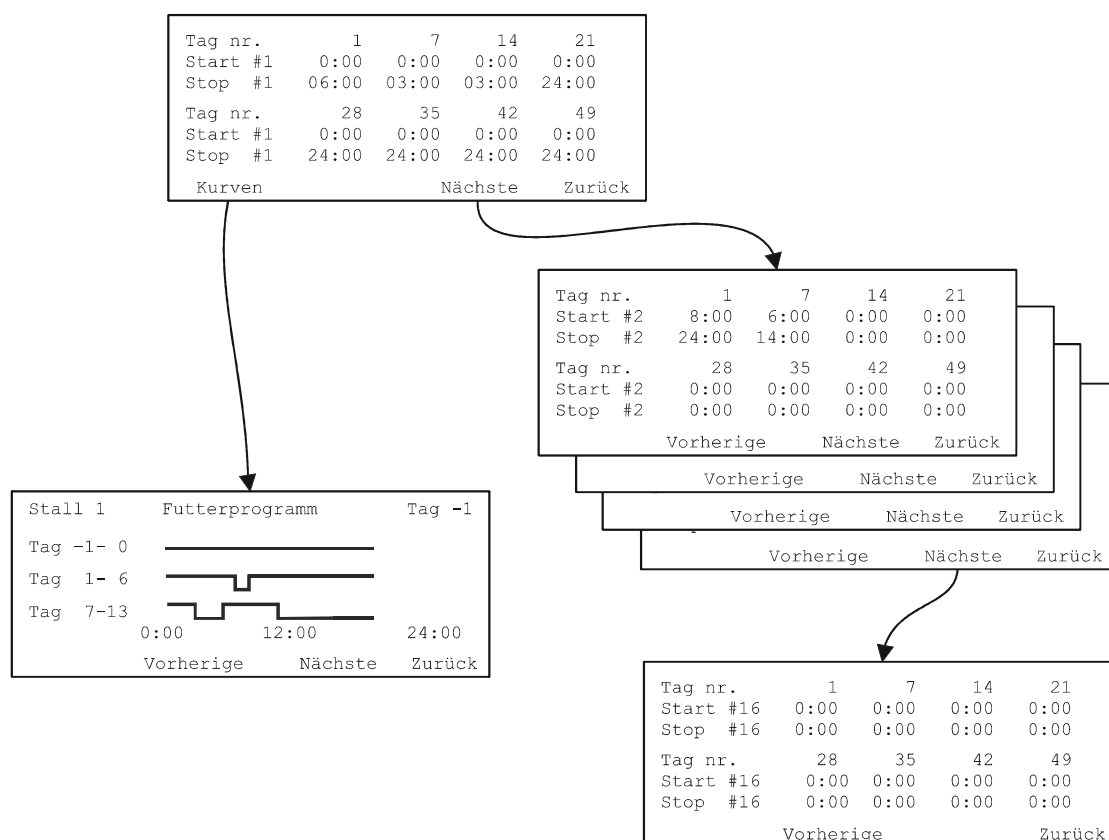 Tag nr. 1 7 14 21
Start #1 0:00 0:00 0:00 0:00
Stop #1 06:00 03:00 03:00 24:00
Tag nr. 28 35 42 49
Start #1 0:00 0:00 0:00 0:00
Stop #1 24:00 24:00 24:00 24:00
Kurven Nächste Zurück
Tag nr. 1 7 14 21
Start #2 8:00 6:00 0:00 0:00
Stop #2 24:00 14:00 0:00 0:00
Tag nr. 28 35 42 49
Start #2 0:00 0:00 0:00 0:00
Stop #2 0:00 0:00 0:00 0:00
Vorherige Nächste Zurück
Vorherige Nächste Zurück
Vorherige Nächste Zurück
Vorherige Nächste Zurück
Stall 1 Futterprogramm Tag -1
Tag -1- 0
Tag 1- 6
Tag 7-13
0:00 12:00 24:00
Vorherige Nächste Zurück
Tag nr. 1 7 14 21
Start #16 0:00 0:00 0:00 0:00
Stop #16 0:00 0:00 0:00 0:00
Tag nr. 28 35 42 49
Start #16 0:00 0:00 0:00 0:00
Stop #16 0:00 0:00 0:00 0:00
Vorherige Zurück